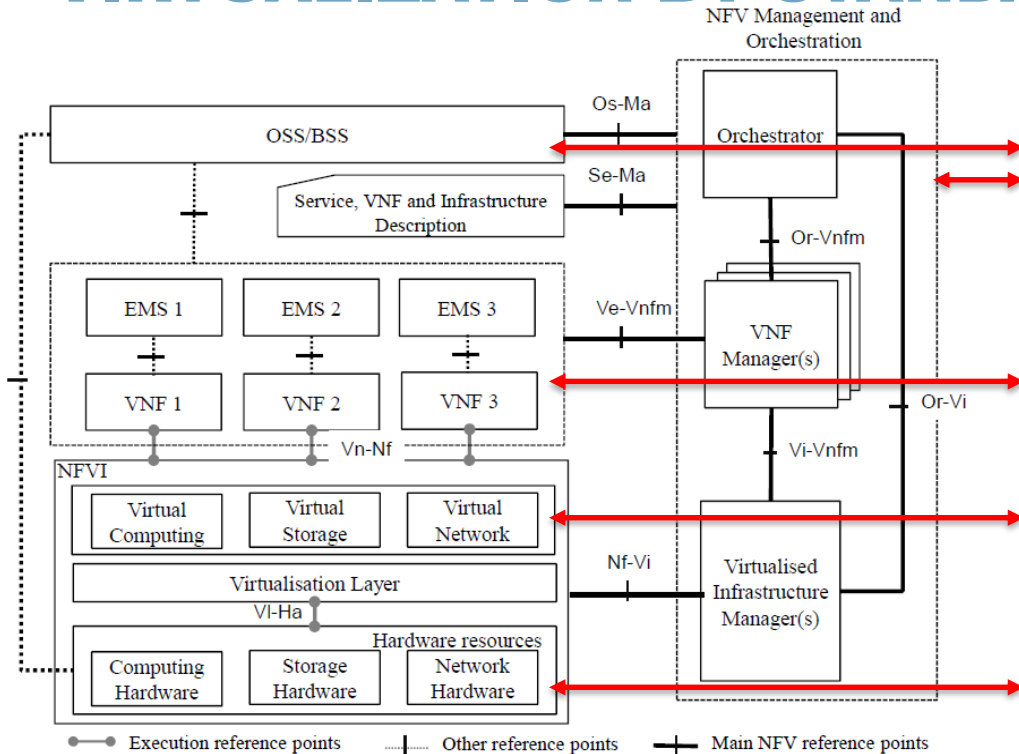 NFV Management and
Orchestration
Os-Ma
OSS/BSS
Orchestrator
Se-Ma
Service, VNF and Infrastructure
Description
Or-Vnfm
EMS 1
EMS 2
EMS 3
Ve-Vnfm
VNF
Manager(s)
VNF 1
VNF 2
VNF 3
Or-Vi
Vn-Nf
Vi-Vnfm
NFVI
Virtual
Computing
Virtual
Storage
Virtual
Network
Nf-Vi
Virtualisation Layer
Virtualised
Infrastructure
Manager(s)
Vl-Ha
Hardware resources
Computing
Hardware
Storage
Hardware
Network
Hardware
Execution reference points
Other reference points
Main NFV reference points